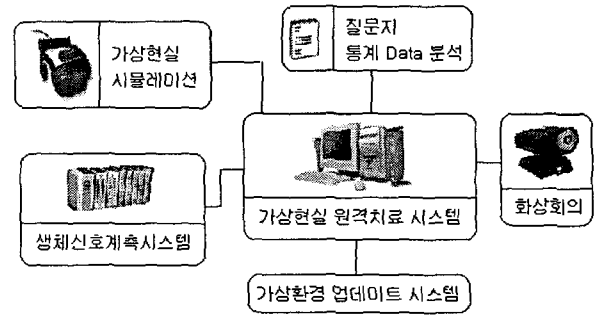 가상현실
시뮬레이션
질문지
통계 Data 분석
생체신호계측시스템
가상현실 원격치료 시스템
화상회의
가상환경 업데이트 시스템